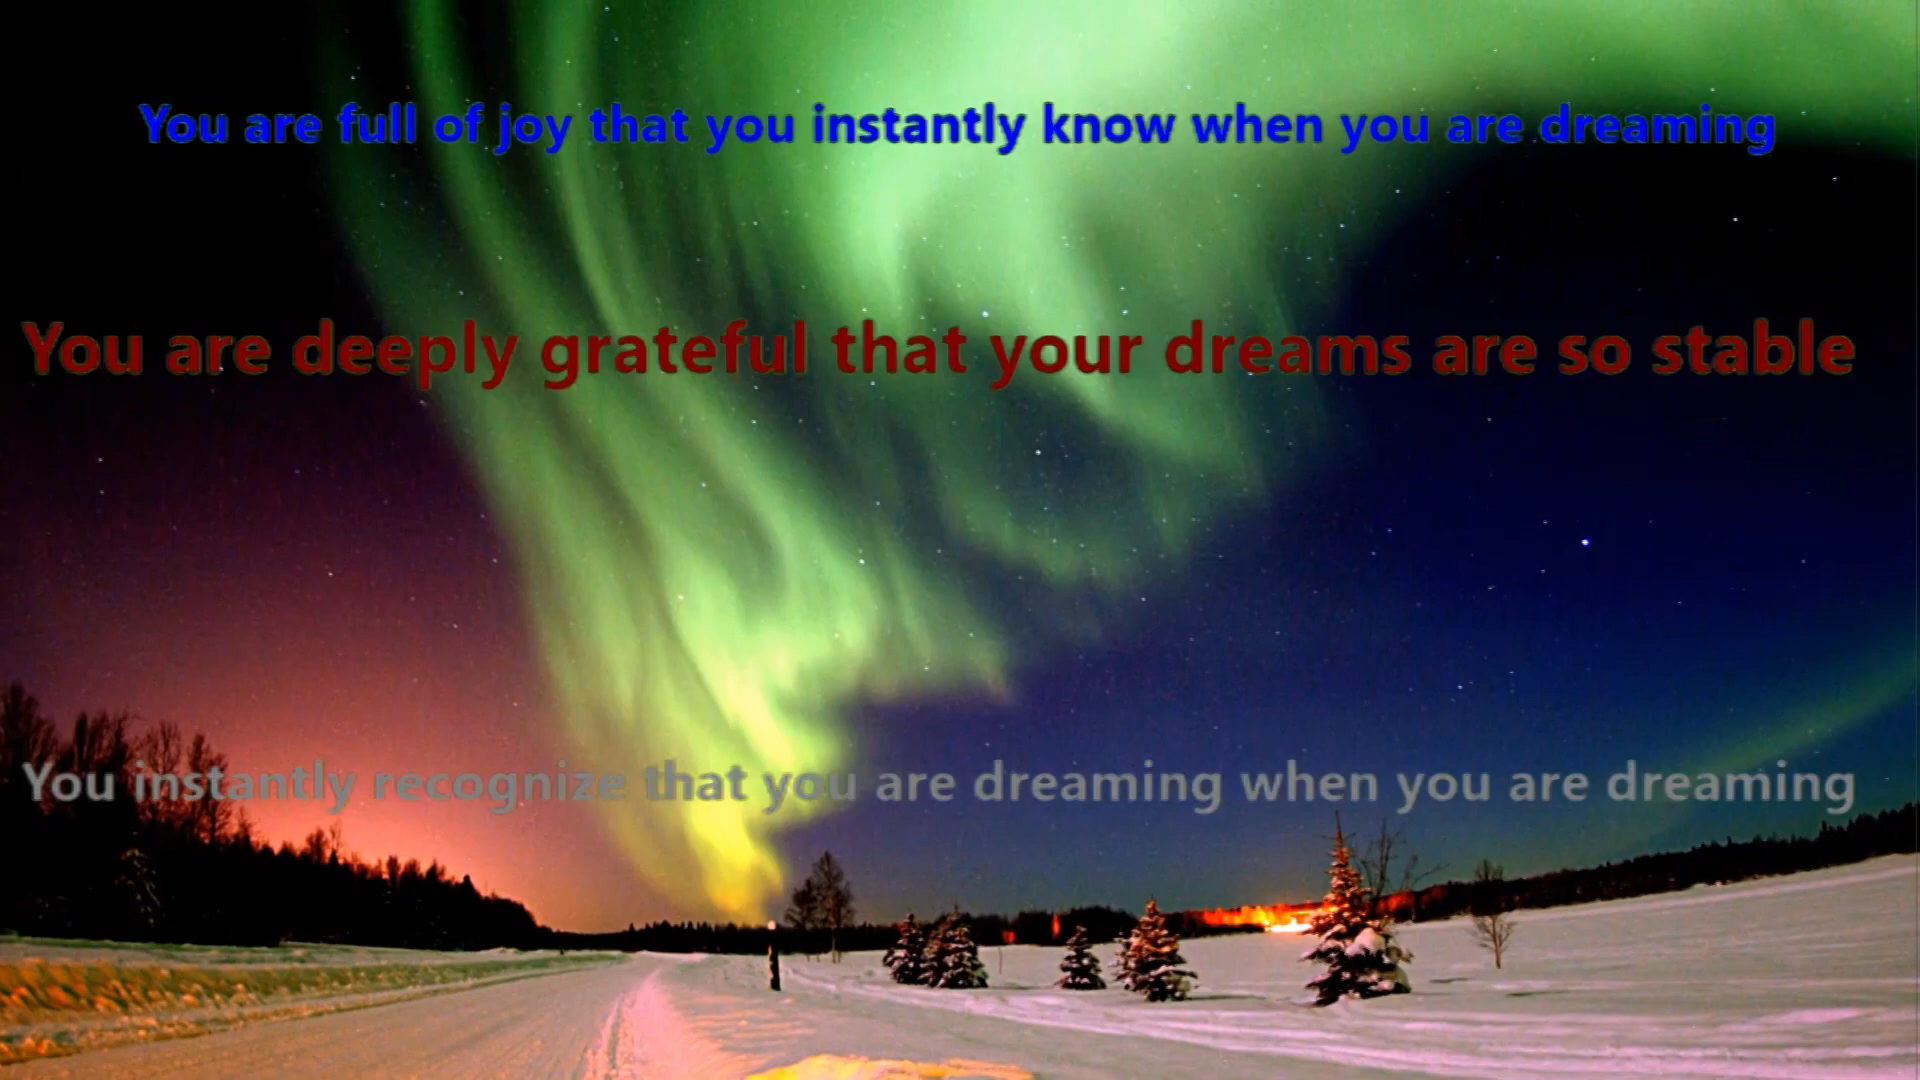 You are full of joy that you instantly know when you are dreaming
You are deeply grateful that your dreams are so stable
You instantly recognize that you are dreaming when you are dreaming